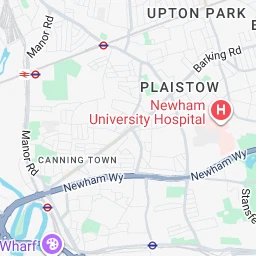 UPTON PARK
Manor Rd
Barking Rd
PLAISTOW
Newham
University Hospital
H
Manor Rd
CANNING TOWN
Newham Wy
Newham Wy
Wharf